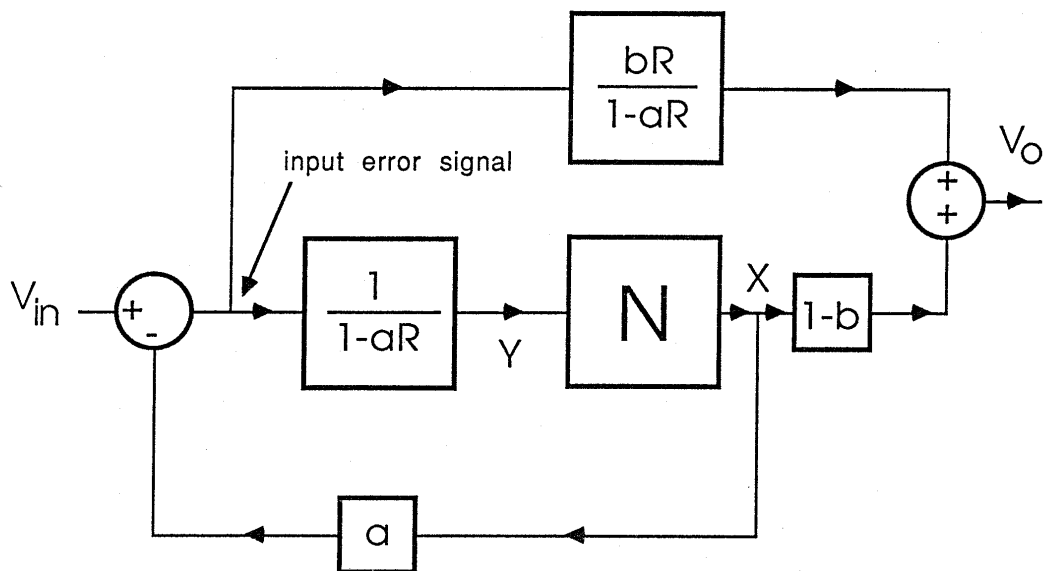 bR
1-aR
Vo
input error signal
+
+
Vin
+
-
1
1-aR
Y
N
X
1-b
a